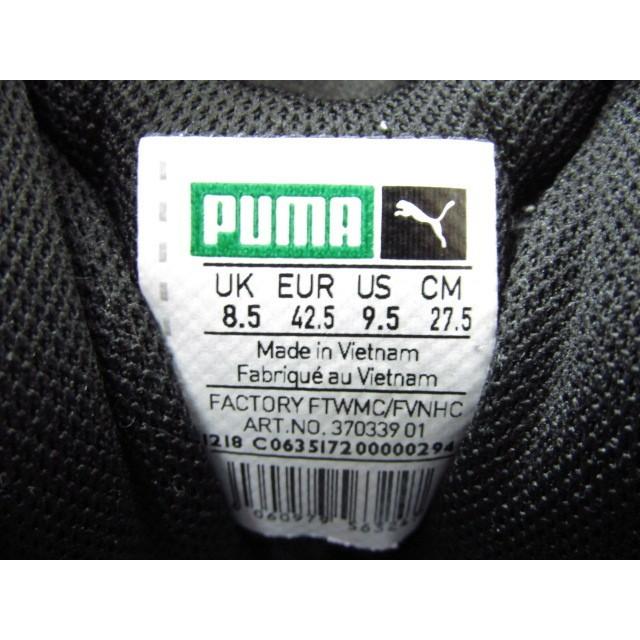 PUMA
UK EUR US CM
8.5 42.5 9.5 27.5
Made in Vietnam
Fabriqué au Vietnam
FACTORY FTWMC/FVNHC
ART.NO. 370339 01
1218 C06351720000029